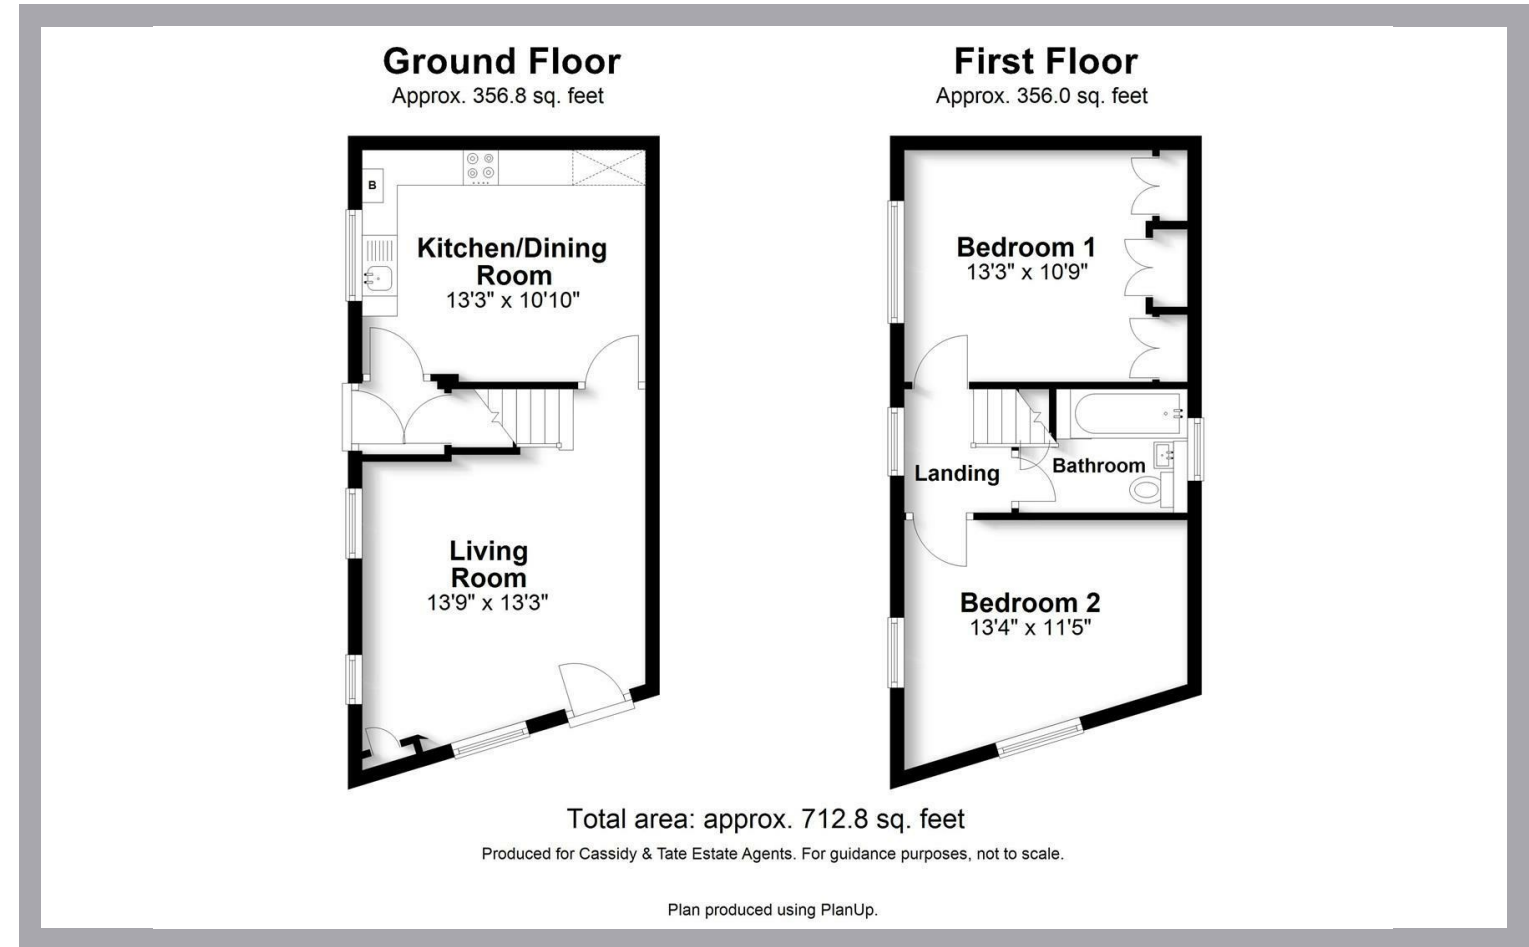 Ground Floor
Approx. 356.8 sq. feet
B
Kitchen/Dining
Room
13'3" x 10'10"
Living
Room
13'9" x 13'3"
First Floor
Approx. 356.0 sq. feet
Bedroom 1
13'3" x 10'9"
Landing
Bathroom
Bedroom 2
13'4" x 11'5"
Total area: approx. 712.8 sq. feet
Produced for Cassidy & Tate Estate Agents. For guidance purposes, not to scale.
Plan produced using PlanUp.